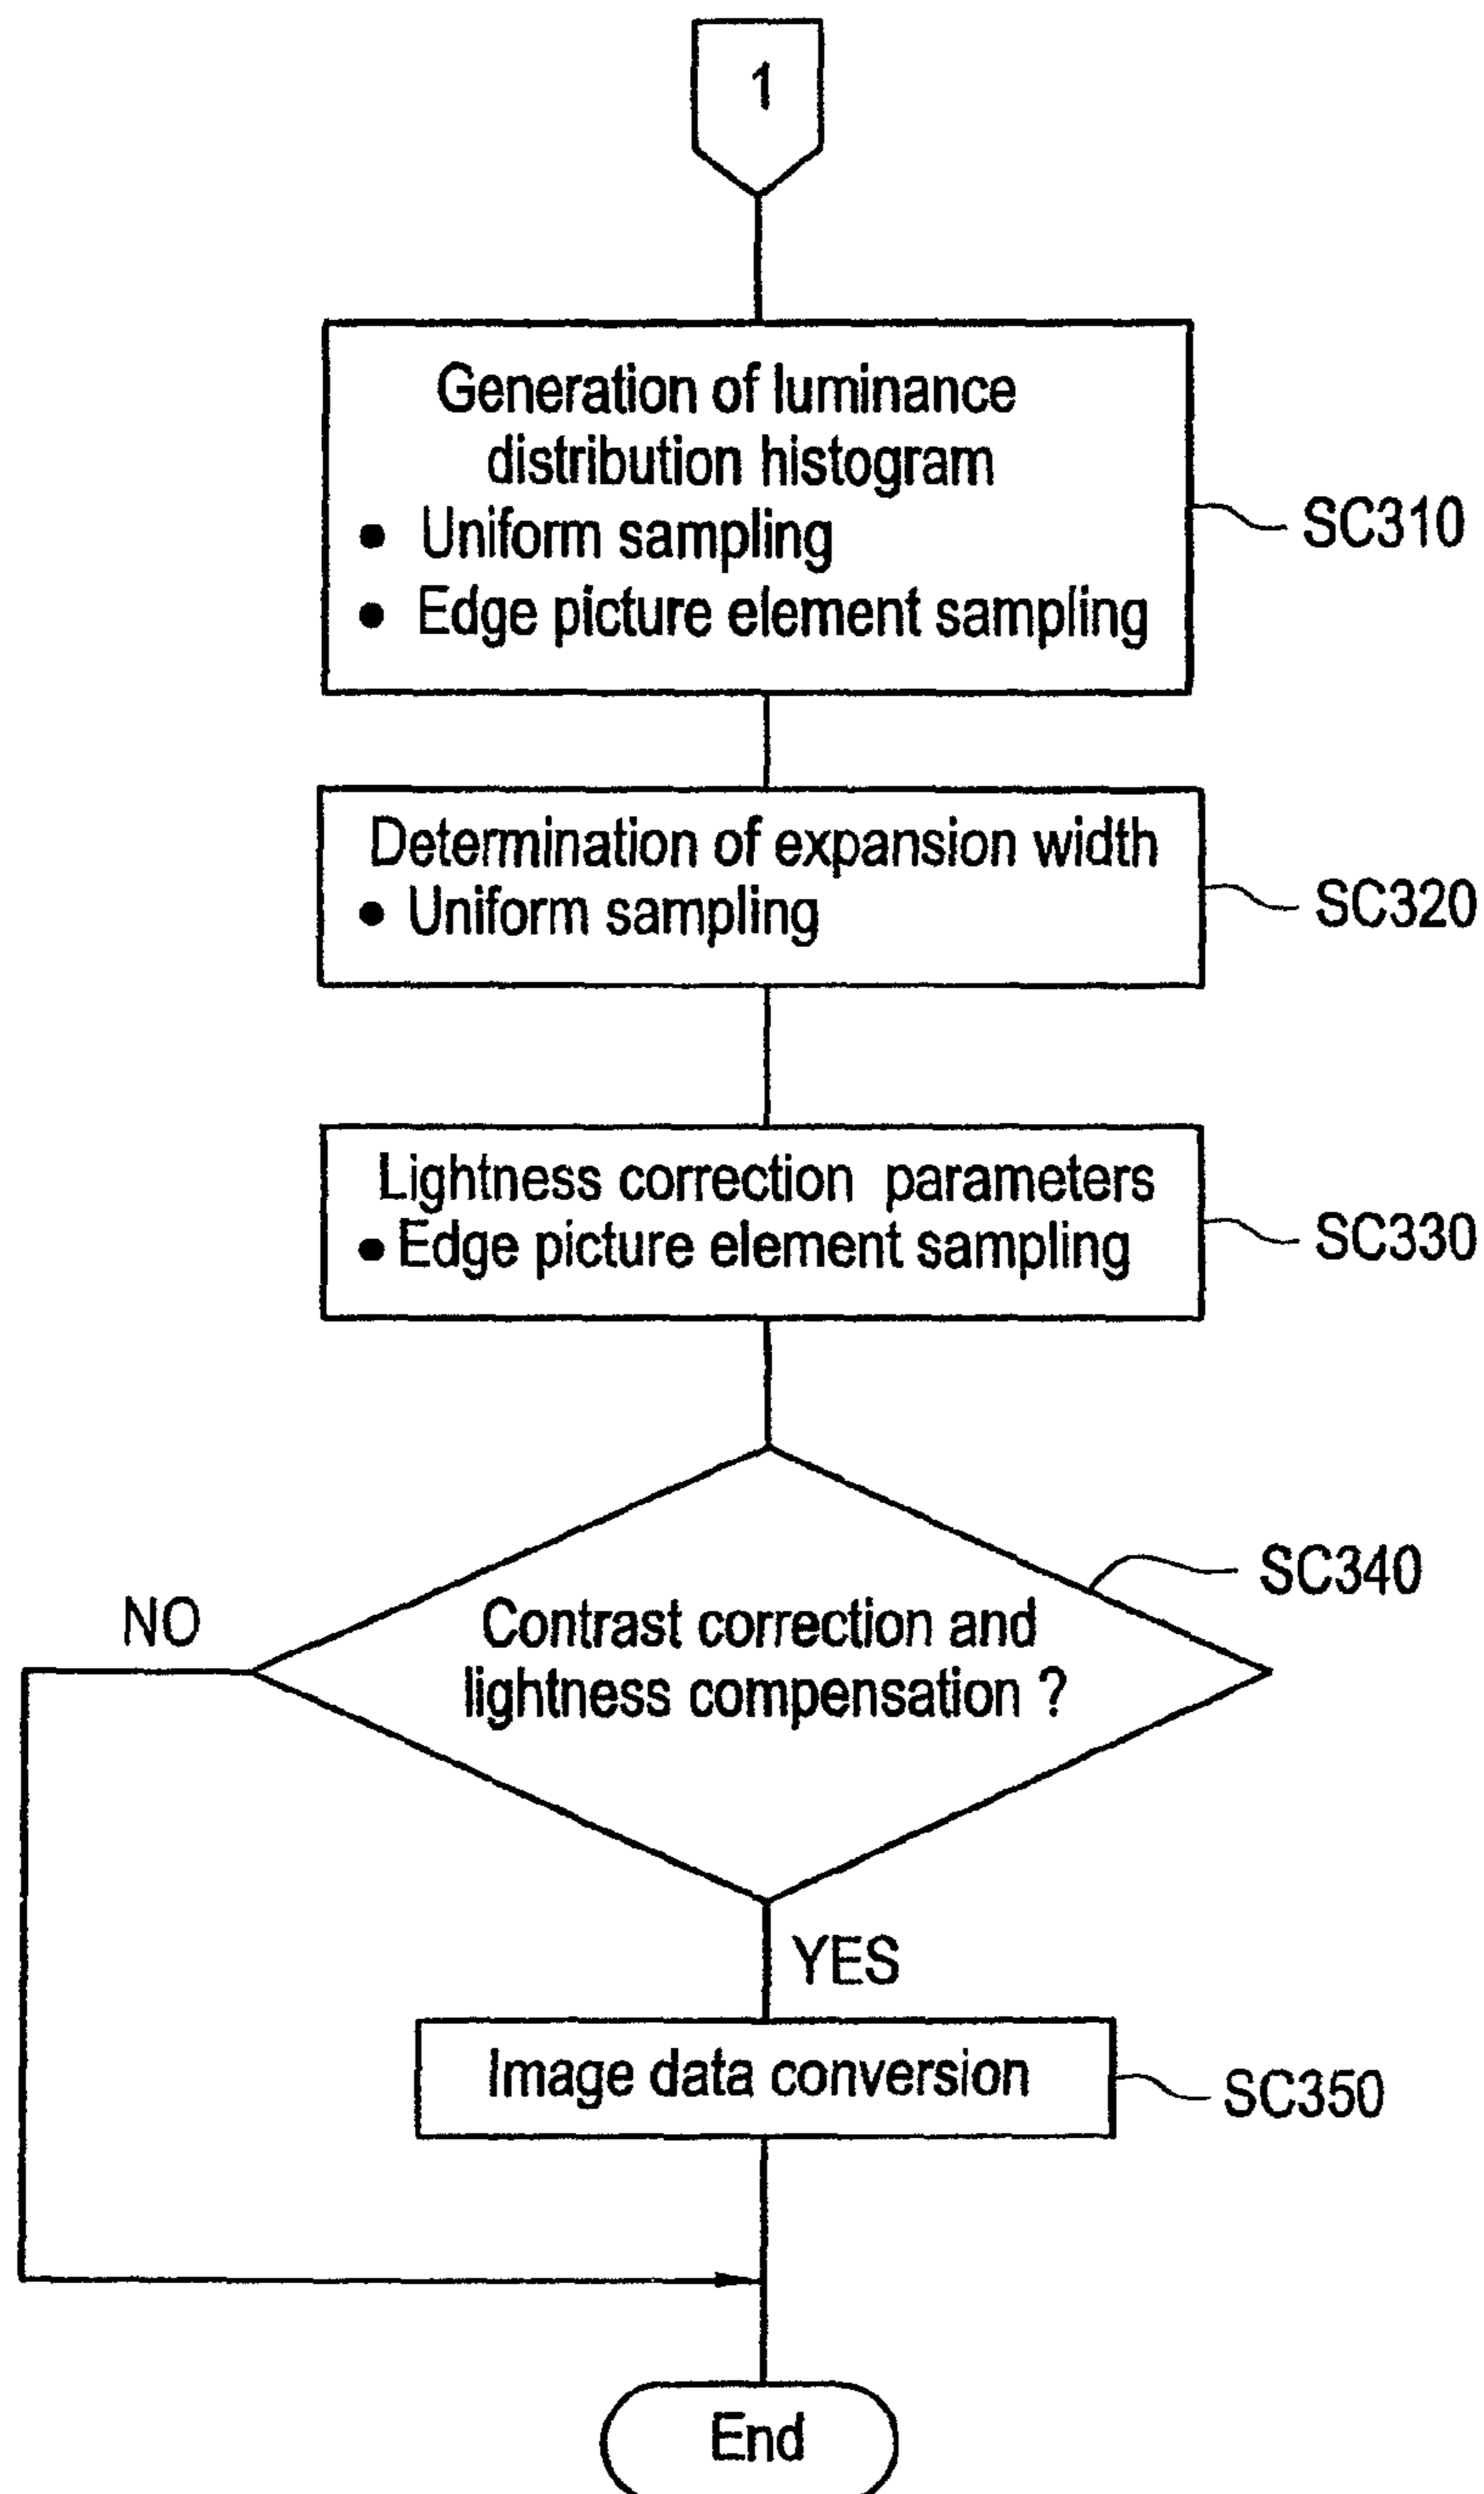 1
Generation of luminance
distribution histogram
• Uniform sampling
• Edge picture element sampling
SC310
Determination of expansion width
• Uniform sampling
SC320
Lightness correction parameters
• Edge picture element sampling
SC330
SC340
NO
Contrast correction and
lightness compensation ?
YES
Image data conversion
SC350
End